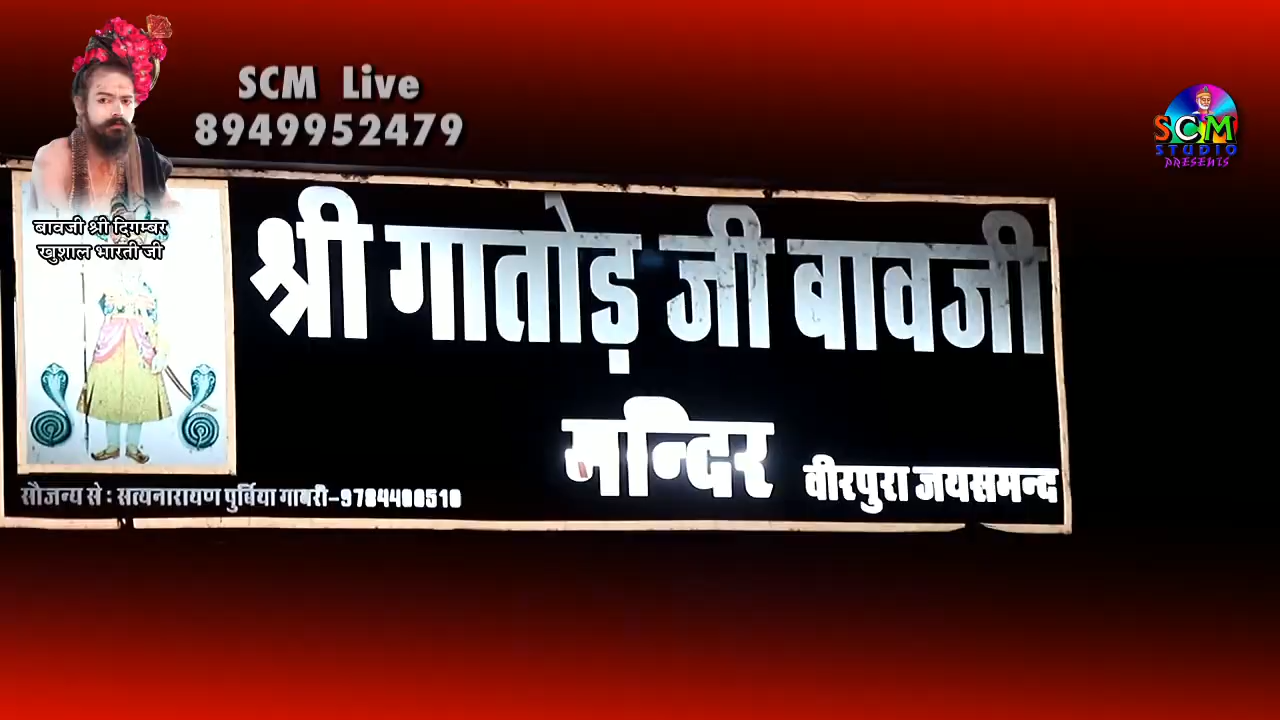 SCM Live
8949952479
SCM
STUDIO
PRESENTS
बावजी श्री दिगम्बर
खुशाल भारती जी
श्री गातोड़ जी बावजी
मन्दिर
वीरपुरा जयसमन्द
सौजन्य से : सत्यनारायण पुर्बिया गाबरी-9784400510